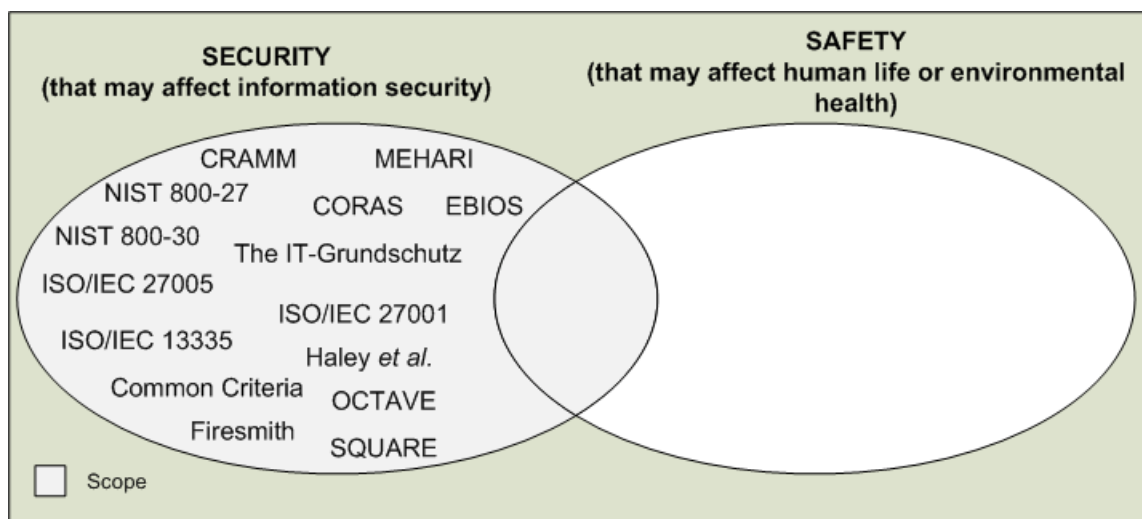 SECURITY
(that may affect information security)
SAFETY
(that may affect human life or environmental
health)
CRAMM
MEHARI
NIST 800-27
CORAS
EBIOS
NIST 800-30
The IT-Grundschutz
ISO/IEC 27005
ISO/IEC 27001
ISO/IEC 13335
Haley et al.
Common Criteria
OCTAVE
Firesmith
SQUARE
Scope